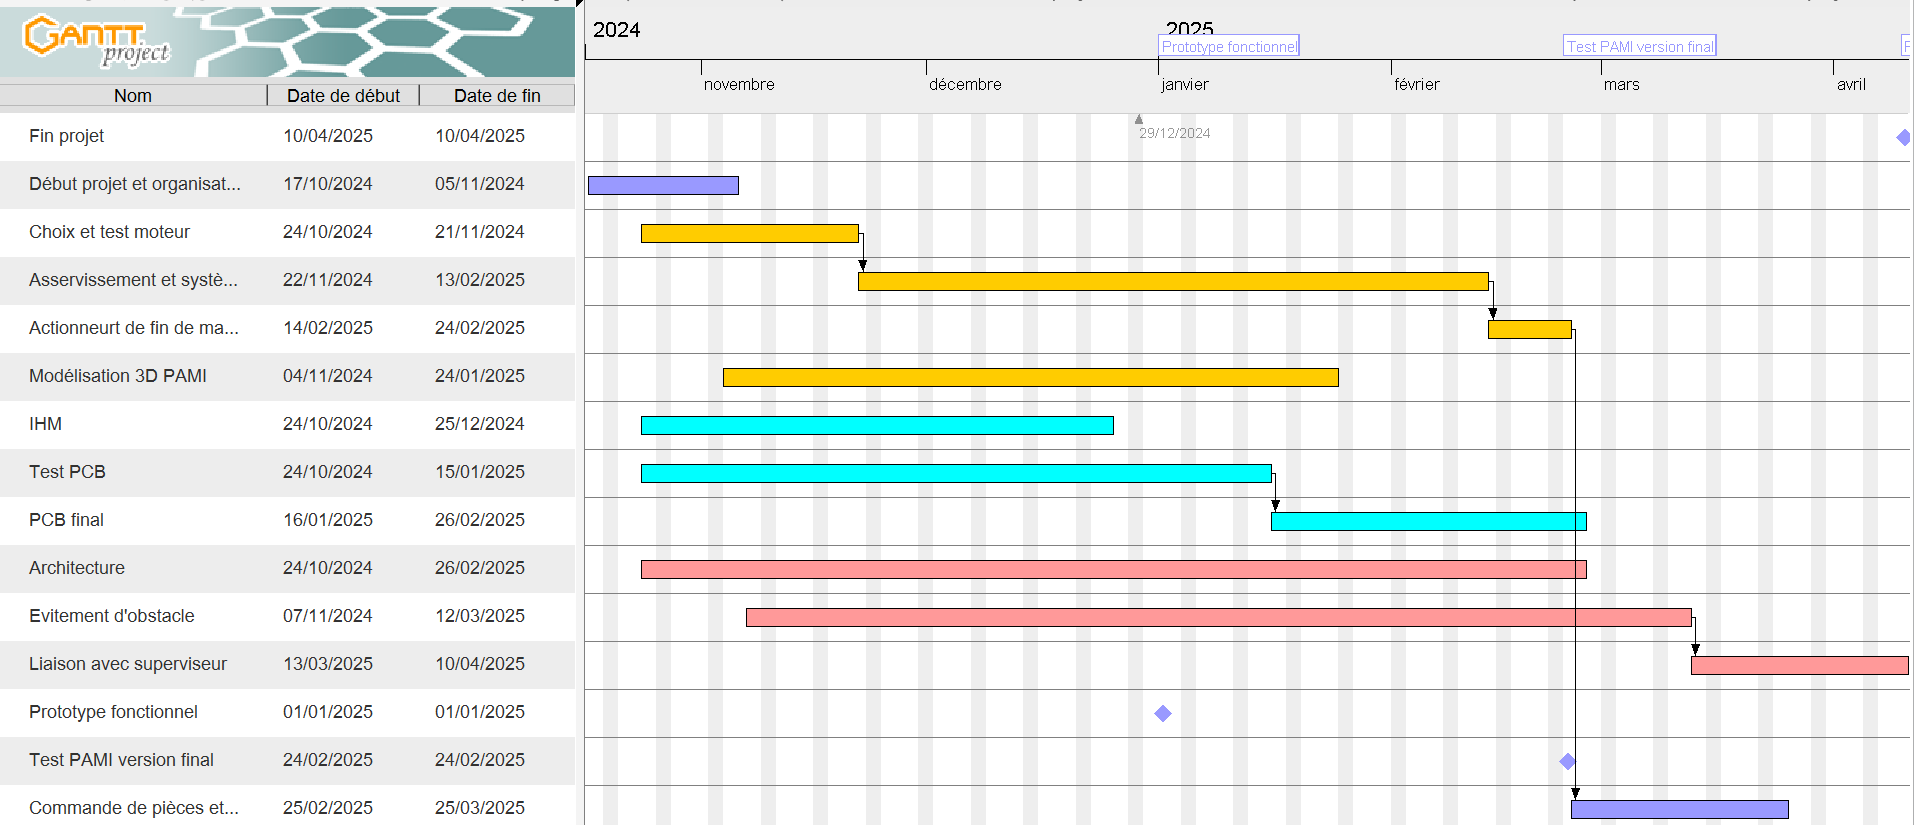 GANTT
project
2024
2025
Prototype fonctionnel
Test PAMI version final
novembre
décembre
janvier
février
mars
avril
Nom
Date de début
Date de fin
29/12/2024
Fin projet 10/04/2025 10/04/2025
Début projet et organisat... 17/10/2024 05/11/2024
Choix et test moteur 24/10/2024 21/11/2024
Asservissement et systè... 22/11/2024 13/02/2025
Actionneurt de fin de ma... 14/02/2025 24/02/2025
Modélisation 3D PAMI 04/11/2024 24/01/2025
IHM 24/10/2024 25/12/2024
Test PCB 24/10/2024 15/01/2025
PCB final 16/01/2025 26/02/2025
Architecture 24/10/2024 26/02/2025
Evitement d'obstacle 07/11/2024 12/03/2025
Liaison avec superviseur 13/03/2025 10/04/2025
Prototype fonctionnel 01/01/2025 01/01/2025
Test PAMI version final 24/02/2025 24/02/2025
Commande de pièces et... 25/02/2025 25/03/2025